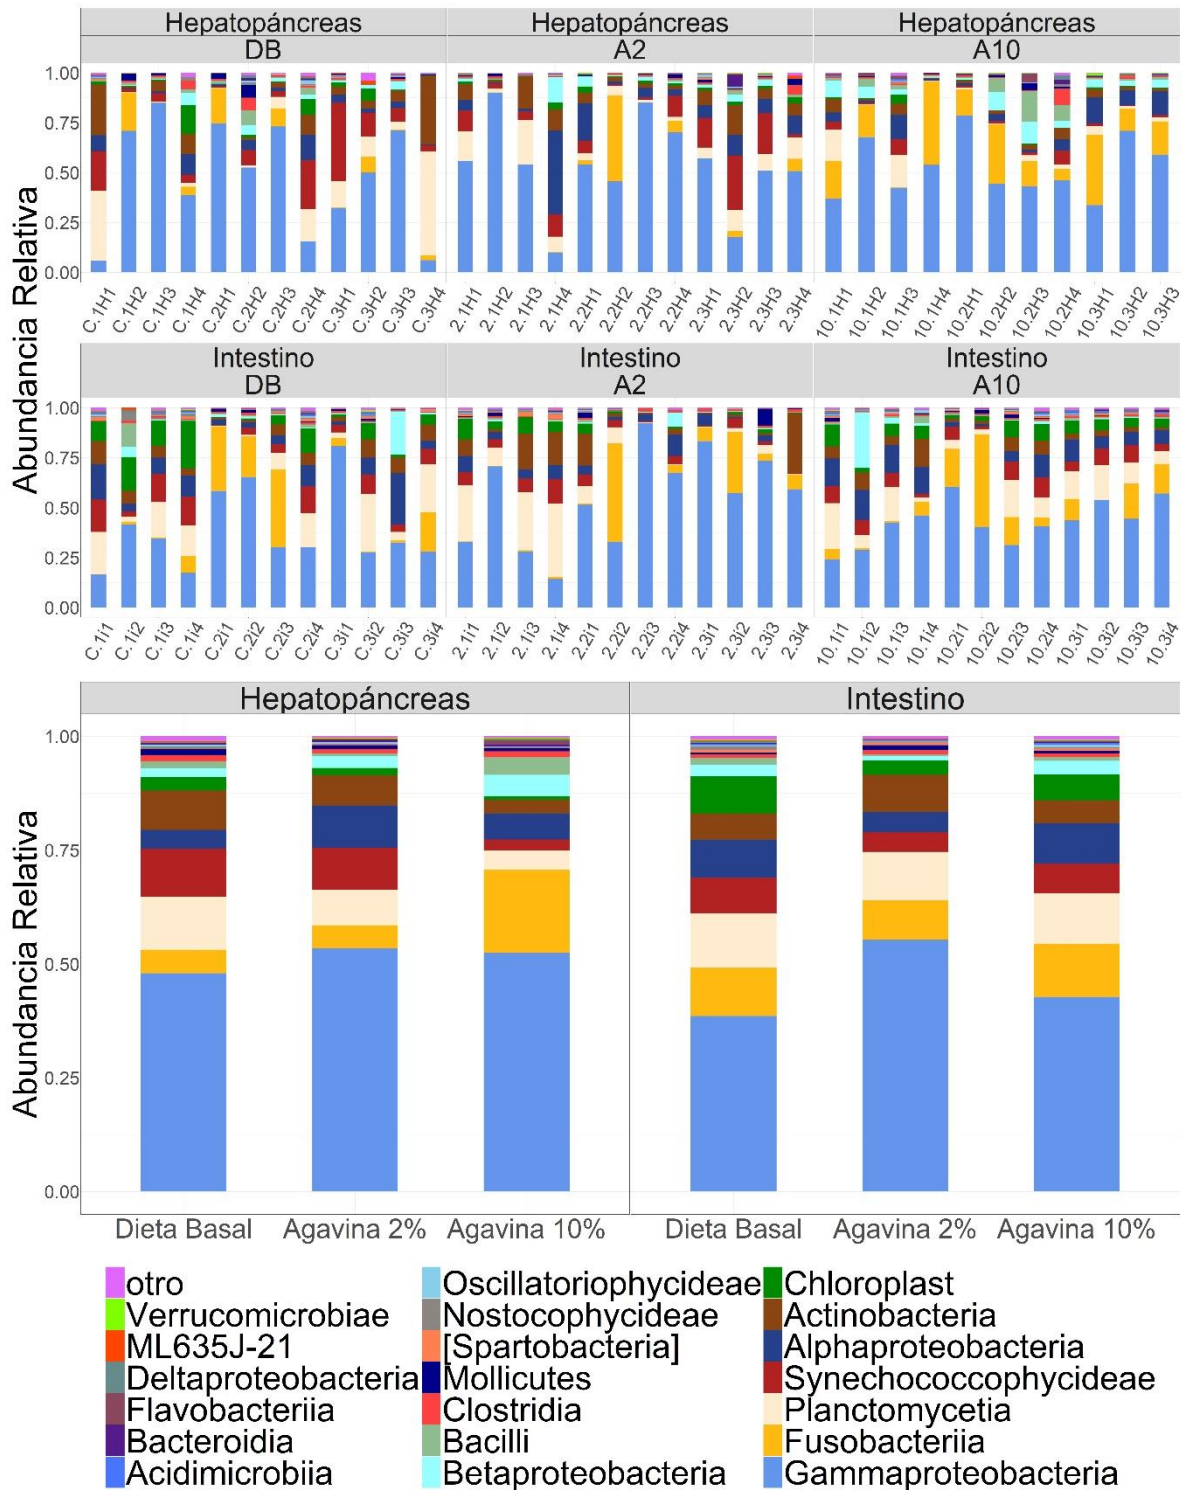 Hepatopáncreas Hepatopáncreas Hepatopáncreas
DB A2 A10
1.00
0.75
0.50
0.25
0.00
Abundancia Relativa
C.1H1 C.1H2 C.1H3 C.1H4 C.2H1 C.2H2 C.2H3 C.2H4 C.3H1 C.3H2 C.3H3 C.3H4 2.1H1 2.1H2 2.1H3 2.1H4 2.2H1 2.2H2 2.2H3 2.2H4 2.3H1 2.3H2 2.3H3 2.3H4 10.1H1 10.1H2 10.1H3 10.1H4 10.2H1 10.2H2 10.2H3 10.2H4 10.3H1 10.3H2 10.3H3
Intestino Intestino Intestino
DB A2 A10
1.00
0.75
0.50
0.25
0.00
C.1i1 C.1i2 C.1i3 C.1i4 C.2i1 C.2i2 C.2i3 C.2i4 C.3i1 C.3i2 C.3i3 C.3i4 2.1i1 2.1i2 2.1i3 2.1i4 2.2i1 2.2i2 2.2i3 2.2i4 2.3i1 2.3i2 2.3i3 2.3i4 10.1i1 10.1i2 10.1i3 10.1i4 10.2i1 10.2i2 10.2i3 10.2i4 10.3i1 10.3i2 10.3i3 10.3i4
Hepatopáncreas Intestino
1.00
0.75
0.50
0.25
0.00
Abundancia Relativa
Dieta Basal Agavina 2% Agavina 10% Dieta Basal Agavina 2% Agavina 10%
otro Oscillatoriophycideae Chloroplast
Verrucomicrobiae Nostocophycideae Actinobacteria
ML635J-21 [Spartobacteria] Alphaproteobacteria
Deltaproteobacteria Mollicutes Synechococcophycideae
Flavobacteriia Clostridia Planctomycetia
Bacteroidia Bacilli Fusobacteriia
Acidimicrobiia Betaproteobacteria Gammaproteobacteria